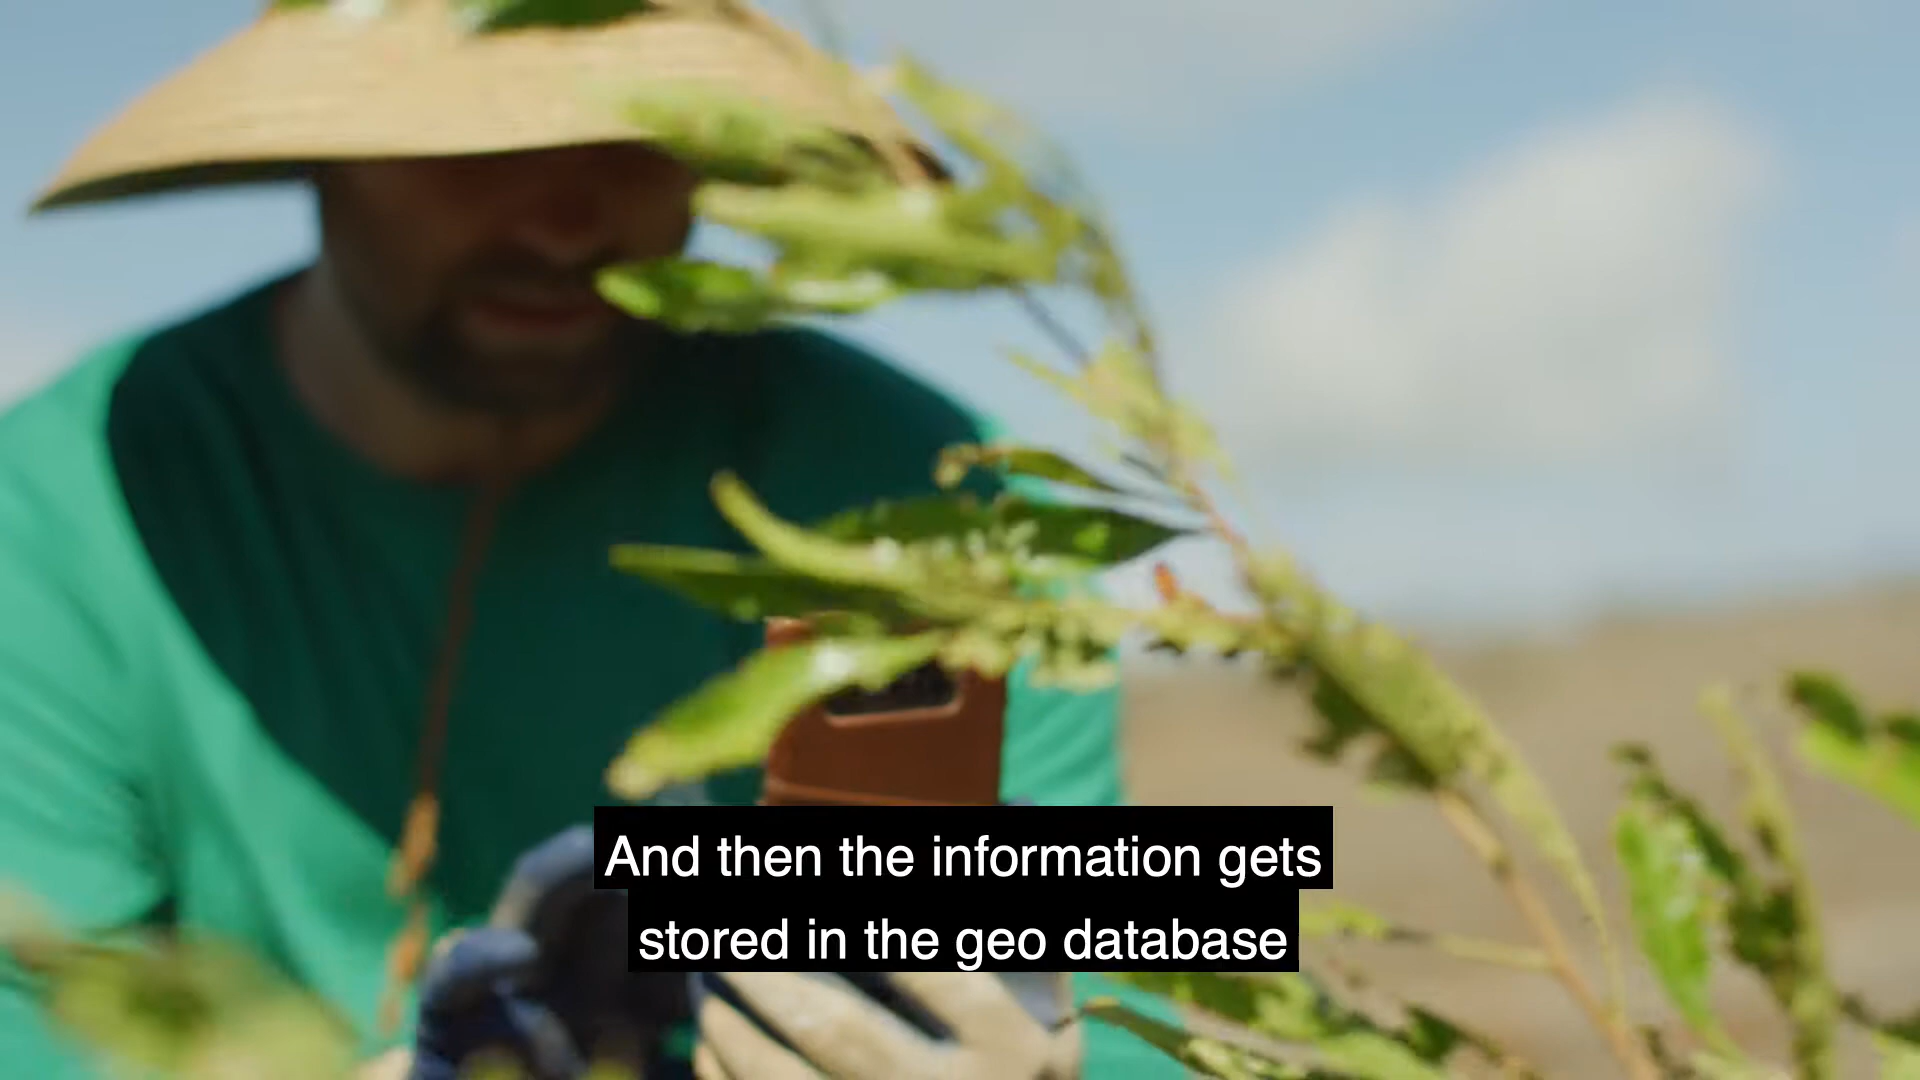 And then the information gets
stored in the geo database